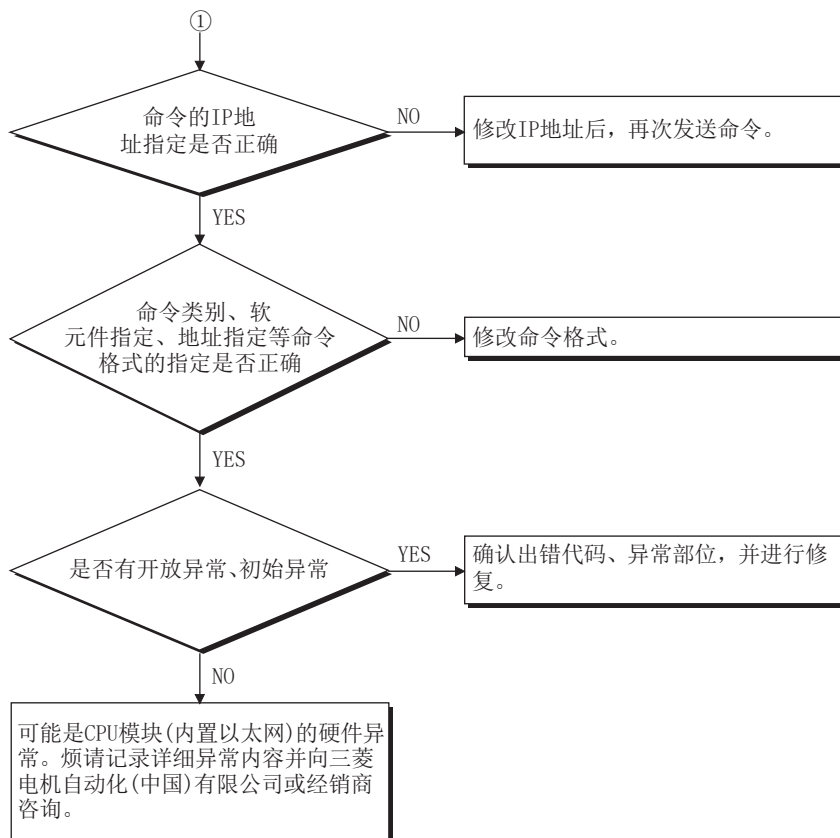 ①
命令的IP地
址指定是否正确
NO
修改IP地址后，再次发送命令。
YES
命令类别、软
元件指定、地址指定等命令
格式的指定是否正确
NO
修改命令格式。
YES
是否有开放异常、初始异常
YES
确认出错代码、异常部位，并进行修
复。
NO
可能是CPU模块(内置以太网)的硬件异
常。烦请记录详细异常内容并向三菱
电机自动化(中国)有限公司或经销商
咨询。